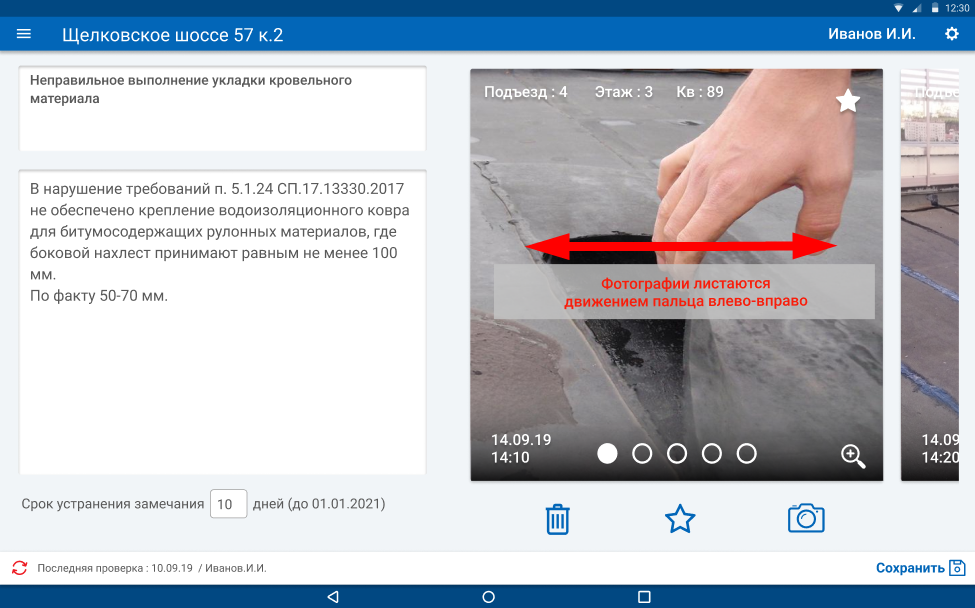 12:30
Щелковское шоссе 57 к.2
Иванов И.И.
Неправильное выполнение укладки кровельного
материала
В нарушение требований п. 5.1.24 СП.17.13330.2017
не обеспечено крепление водоизоляционного ковра
для битумосодержащих рулонных материалов, где
боковой нахлест принимают равным не менее 100
мм.
По факту 50-70 мм.
Срок устранения замечания 10 дней (до 01.01.2021)
Подъезд : 4 Этаж : 3 Кв : 89
Фотографии листаются
движением пальца влево-вправо
14.09.19
14:10
Подъе
14.09
14:20
Последняя проверка : 10.09.19 / Иванов.И.И.
Сохранить